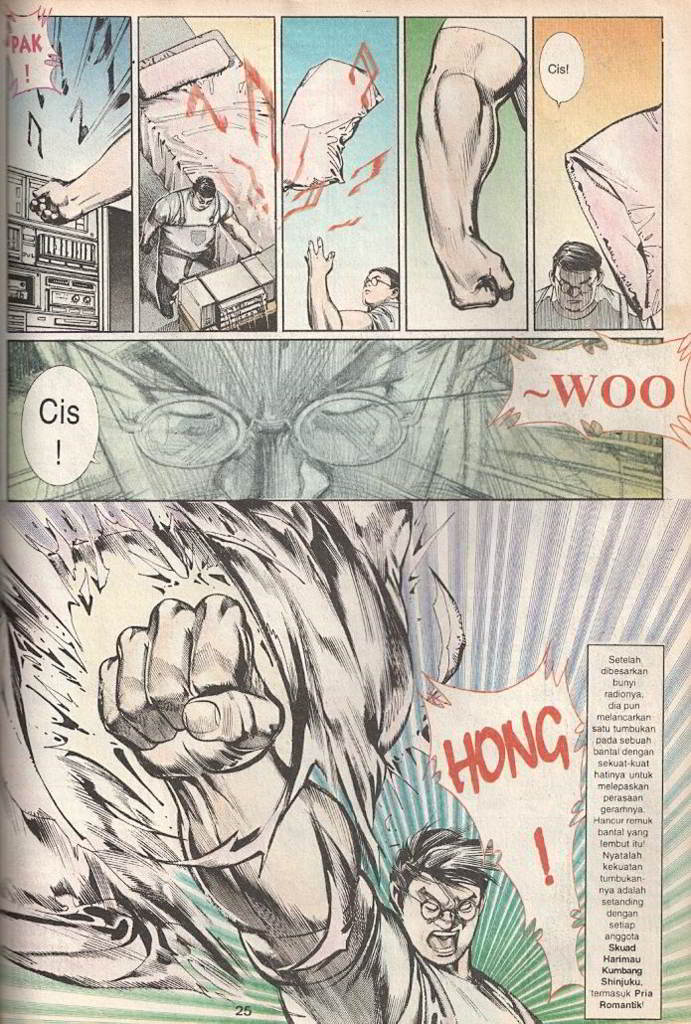 PAK
!
Cis!
Cis
!
~WOO
HONG
!
Setelah
dibesarkan
bunyi
radionya,
dia pun
melancarkan
satu tumbukan
pada sebuah
bantal dengan
sekuat-kuat
hatinya untuk
melepaskan
perasaan
geramnya.
Hancur remuk
bantal yang
lembut itu!
Nyatalah
kekuatan
tumbukan-
nya adalah
setanding
dengan
setiap
anggota
Skuad
Harimau
Kumbang
Shinjuku,
termasuk Pria
Romantik!
25